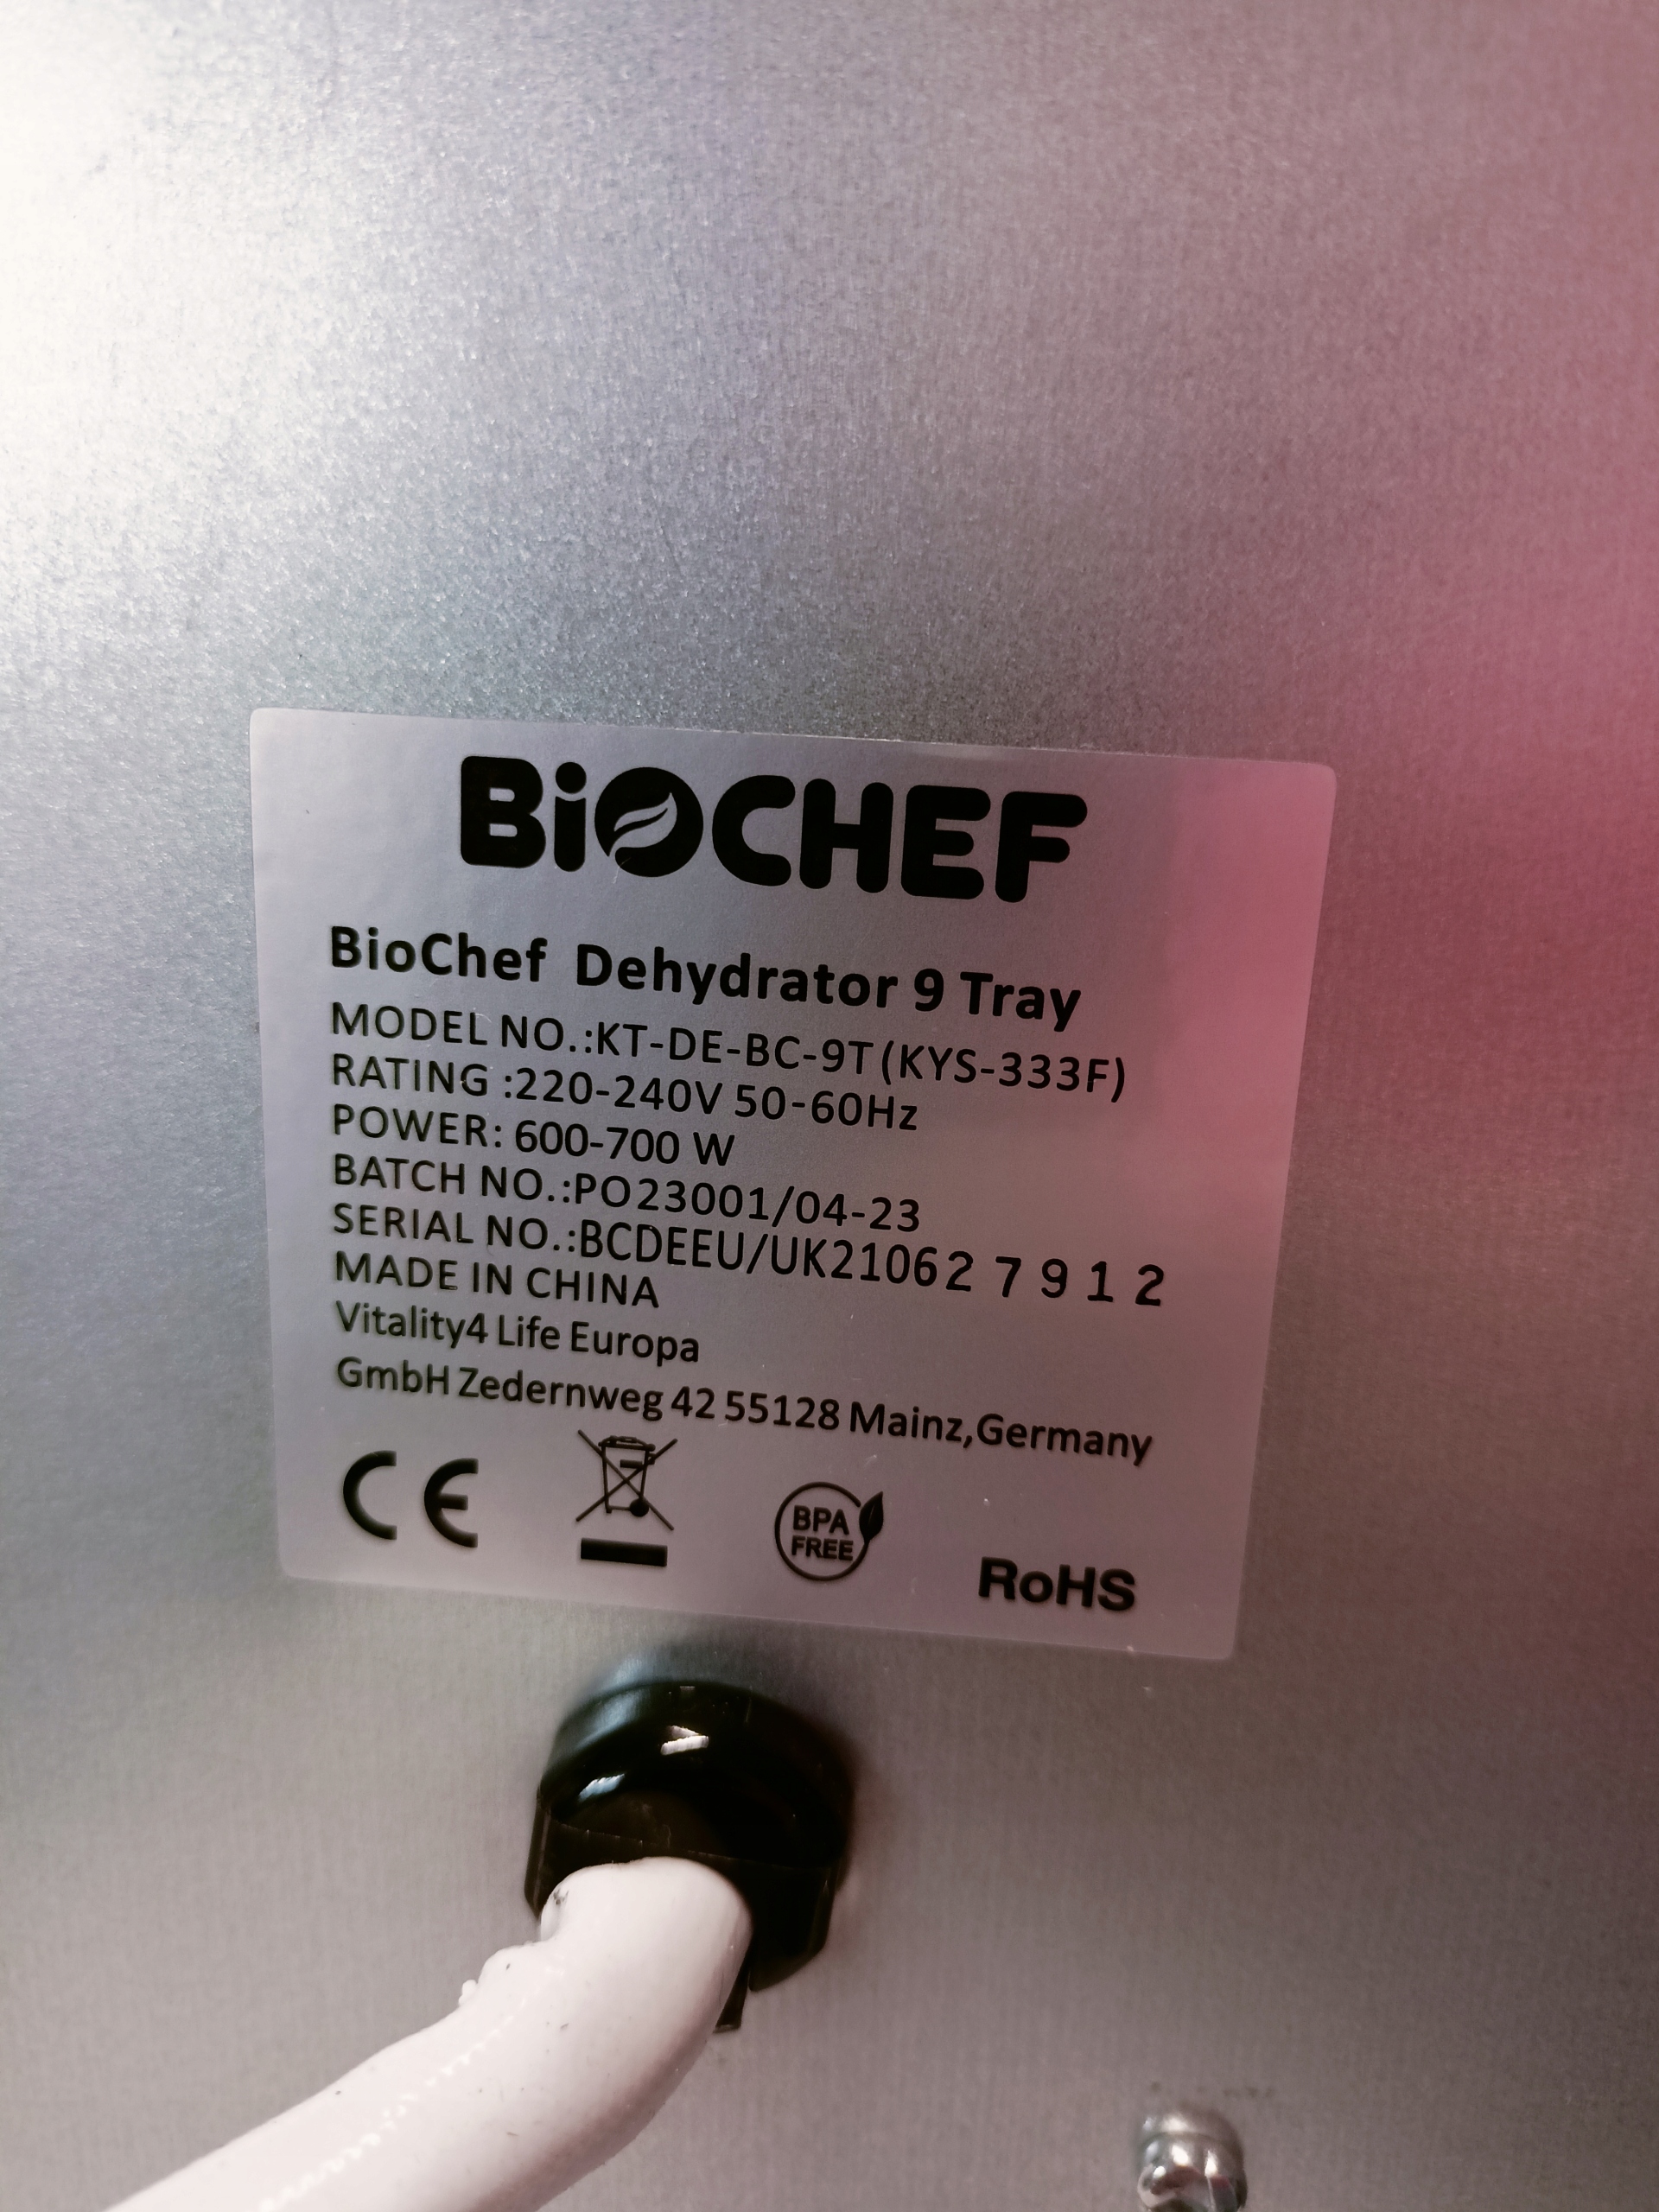 BiOCHEF
BioChef Dehydrator 9 Tray
MODEL NO.:KT-DE-BC-9T(KYS-333F)
RATING :220-240V 50-60Hz
POWER: 600-700 W
BATCH NO.:PO23001/04-23
SERIAL NO.:BCDEEU/UK21062 7 9 1 2
MADE IN CHINA
Vitality4 Life Europa
GmbH Zedernweg 42 55128 Mainz,Germany
CE
BPA
FREE
RoHS